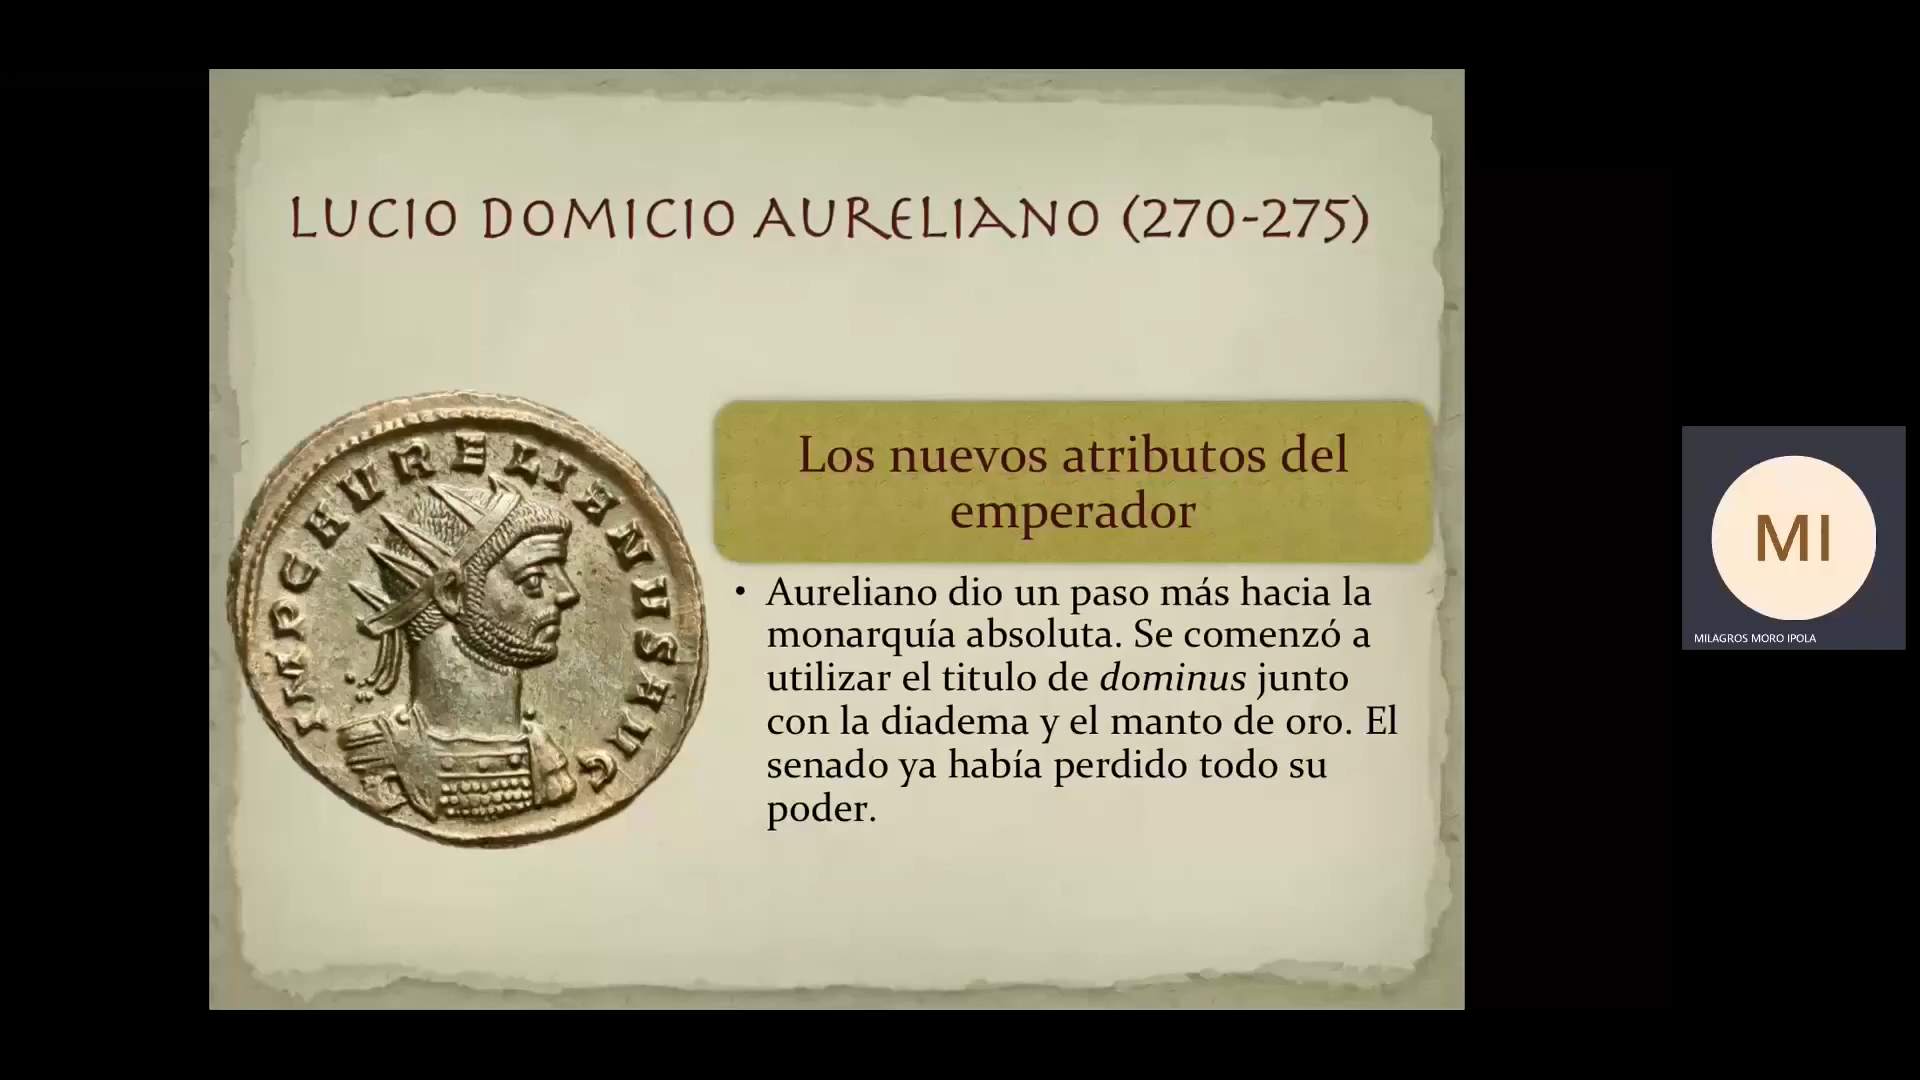 LUCIO DOMICIO AURELIANO (270-275)
IMP C AVRELIANVS AVG
Los nuevos atributos del
emperador
• Aureliano dio un paso más hacia la
monarquía absoluta. Se comenzó a
utilizar el titulo de dominus junto
con la diadema y el manto de oro. El
senado ya había perdido todo su
poder.
MI
MILAGROS MORO IPOLA